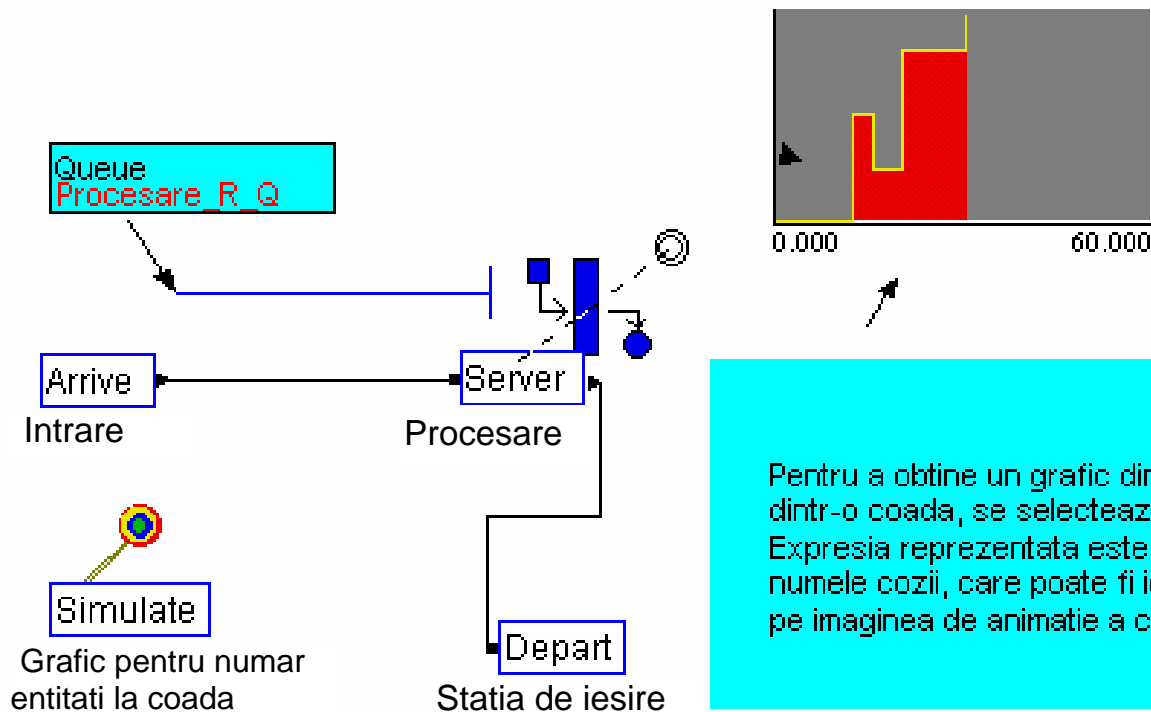 Queue
Procesare_R_Q
0.000
60.000
Arrive
Intrare
Server
Procesare
Simulate
Grafic pentru numar
entitati la coada
Depart
Statia de iesire
Pentru a obtine un grafic
dintr-o coada, se
Expresia reprezentata este
numele cozii, care poate fi
pe imaginea de animatie a